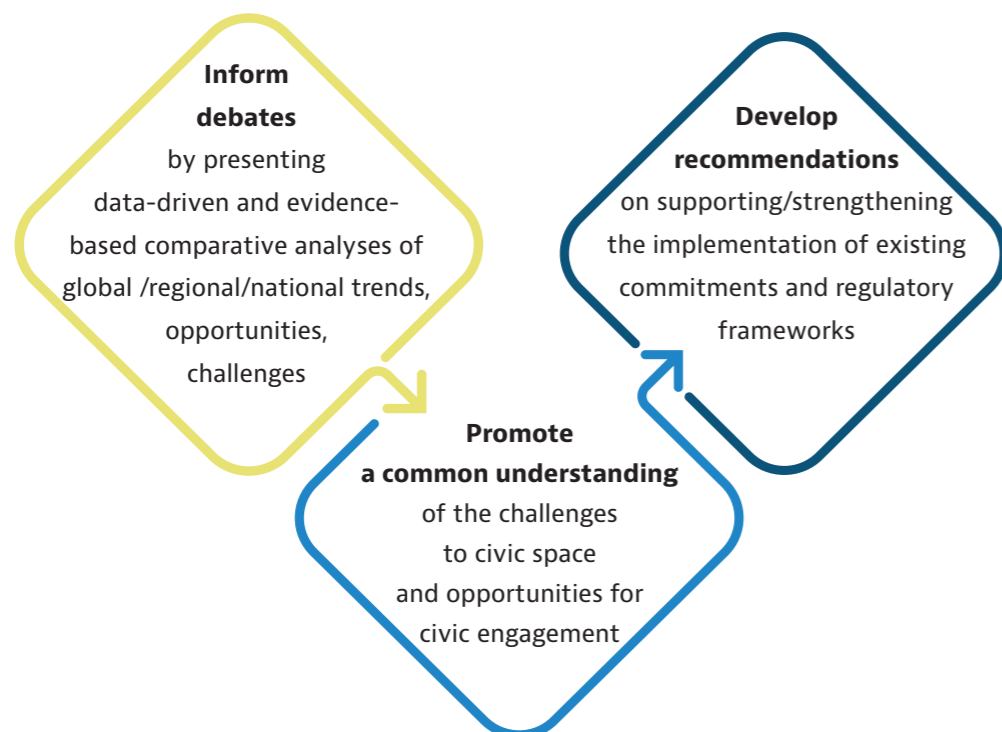 Inform
debates
by presenting
data-driven and evidence-
based comparative analyses of
global /regional/national trends,
opportunities,
challenges
Promote
a common understanding
of the challenges
to civic space
and opportunities for
civic engagement
Develop
recommendations
on supporting/strengthening
the implementation of existing
commitments and regulatory
frameworks